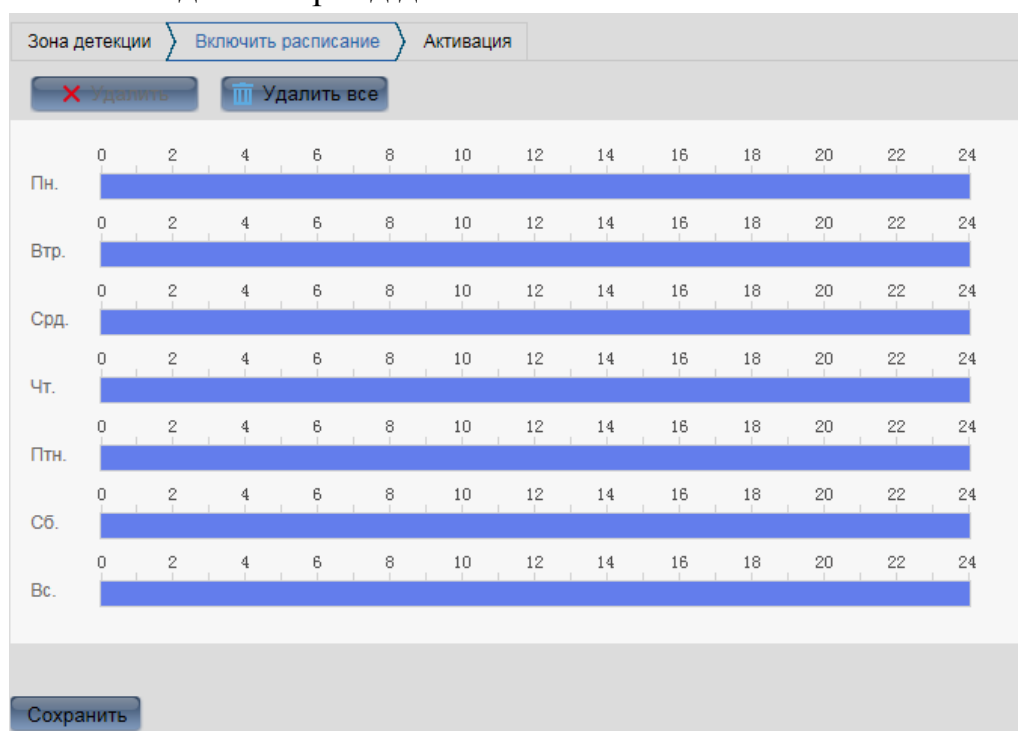 Зона детекции Включить расписание Активация
Удалить Удалить все
0 2 4 6 8 10 12 14 16 18 20 22 24
Пн.
0 2 4 6 8 10 12 14 16 18 20 22 24
Втр.
0 2 4 6 8 10 12 14 16 18 20 22 24
Срд.
0 2 4 6 8 10 12 14 16 18 20 22 24
Чт.
0 2 4 6 8 10 12 14 16 18 20 22 24
Птн.
0 2 4 6 8 10 12 14 16 18 20 22 24
Сб.
0 2 4 6 8 10 12 14 16 18 20 22 24
Вс.
Сохранить